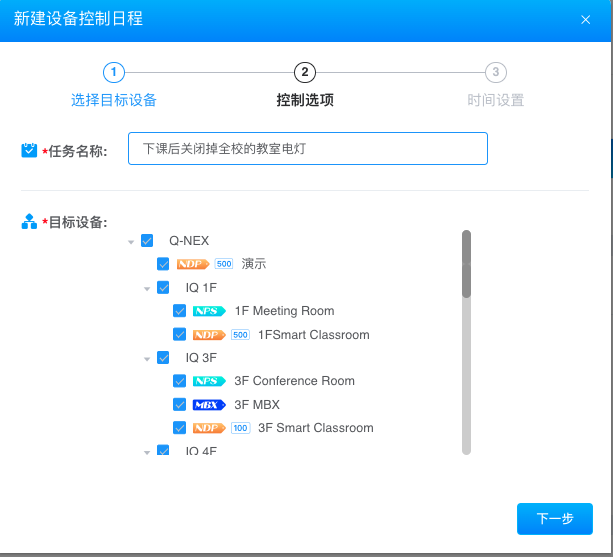 新建设备控制日程
1 2 3
选择目标设备 控制选项 时间设置
*任务名称: 下课后关闭掉全校的教室电灯
*目标设备:
Q-NEX
NDP 500 演示
IQ 1F
NPS 1F Meeting Room
NDP 500 1FSmart Classroom
IQ 3F
NPS 3F Conference Room
MBX 3F MBX
NDP 100 3F Smart Classroom
IQ 4F
下一步